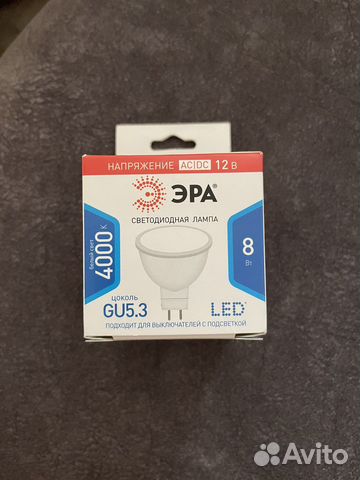 НАПРЯЖЕНИЕ AC|DC 12 В
ЭРА
СВЕТОДИОДНАЯ ЛАМПА
белый свет
4000К
8
Вт
цоколь
GU5.3
LED
ПОДХОДИТ ДЛЯ ВЫКЛЮЧАТЕЛЕЙ С ПОДСВЕТКОЙ
Avito